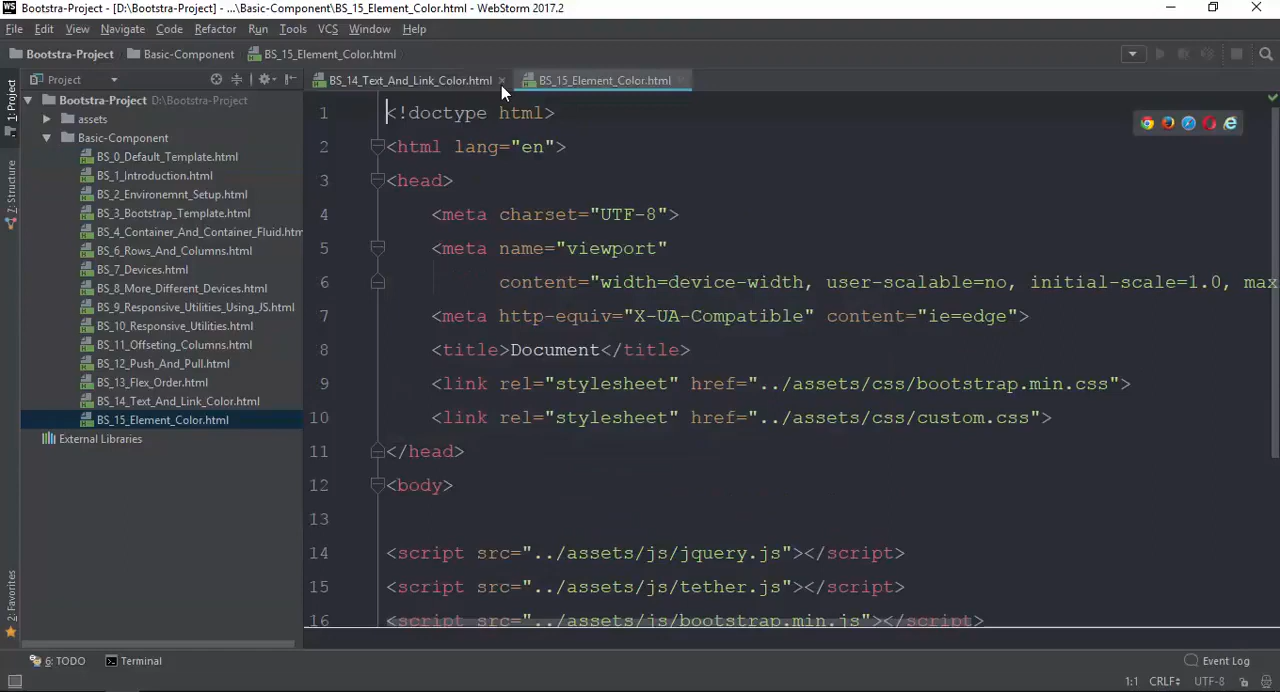 Bootstra-Project - [D:\Bootstra-Project] - ...\Basic-Component\BS_15_Element_Color.html - WebStorm 2017.2
File Edit View Navigate Code Refactor Run Tools VCS Window Help
Bootstra-Project Basic-Component BS_15_Element_Color.html
Project
BS_14_Text_And_Link_Color.html BS_15_Element_Color.html
1: Project
Z: Structure
2: Favorites
Bootstra-Project D:\Bootstra-Project
assets
Basic-Component
BS_0_Default_Template.html
BS_1_Introduction.html
BS_2_Environemnt_Setup.html
BS_3_Bootstrap_Template.html
BS_4_Container_And_Container_Fluid.htm
BS_6_Rows_And_Columns.html
BS_7_Devices.html
BS_8_More_Different_Devices.html
BS_9_Responsive_Utilities_Using_JS.html
BS_10_Responsive_Utilities.html
BS_11_Offseting_Columns.html
BS_12_Push_And_Pull.html
BS_13_Flex_Order.html
BS_14_Text_And_Link_Color.html
BS_15_Element_Color.html
External Libraries
1 <!doctype html>
2 <html lang="en">
3 <head>
4 <meta charset="UTF-8">
5 <meta name="viewport"
6 content="width=device-width, user-scalable=no, initial-scale=1.0, max
7 <meta http-equiv="X-UA-Compatible" content="ie=edge">
8 <title>Document</title>
9 <link rel="stylesheet" href="../assets/css/bootstrap.min.css">
10 <link rel="stylesheet" href="../assets/css/custom.css">
11 </head>
12 <body>
13
14 <script src="../assets/js/jquery.js"></script>
15 <script src="../assets/js/tether.js"></script>
16 <script src="../assets/js/bootstrap.min.js"></script>
6: TODO Terminal Event Log
1:1 CRLF UTF-8